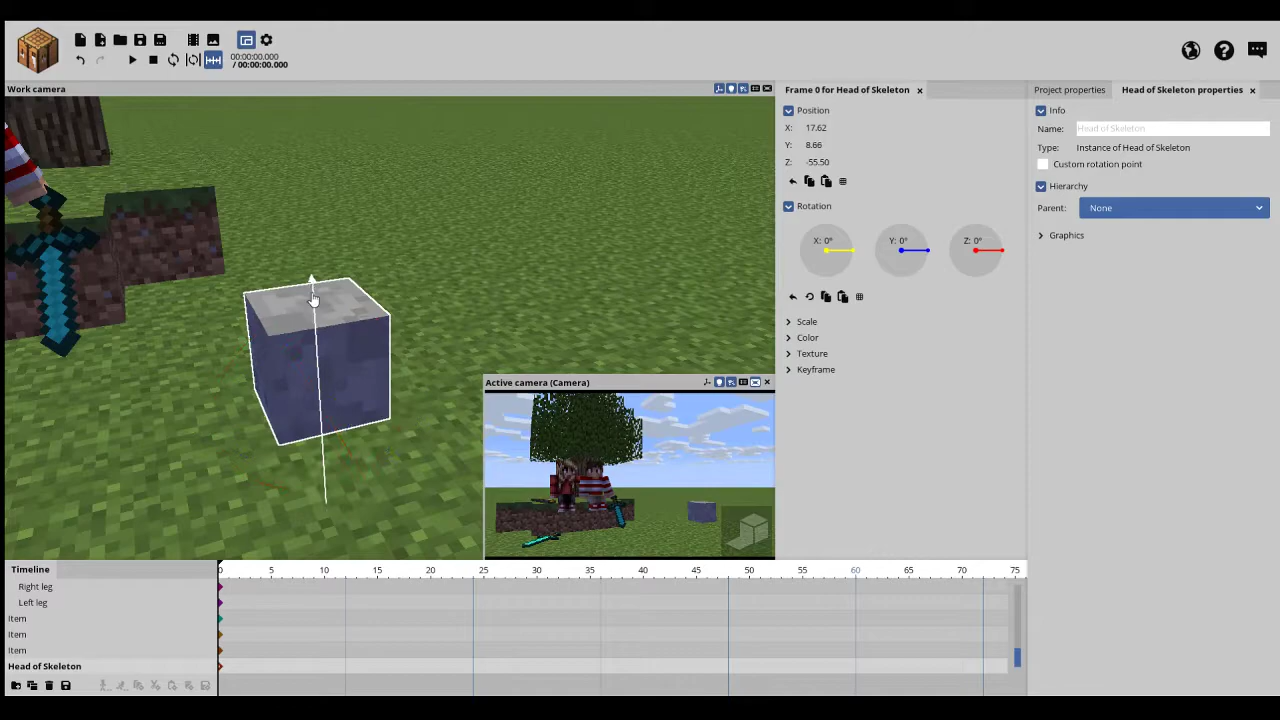 00:00:00.000
/ 00:00:00.000
Work camera
Frame 0 for Head of Skeleton
Position
X: 17.62
Y: 8.66
Z: -55.50
Rotation
X: 0° Y: 0° Z: 0°
Scale
Color
Texture
Keyframe
Project properties Head of Skeleton properties
Info
Name: Head of Skeleton
Type: Instance of Head of Skeleton
Custom rotation point
Hierarchy
Parent: None
Graphics
Active camera (Camera)
Timeline
0 5 10 15 20 25 30 35 40 45 50 55 60 65 70 75
Right leg
Left leg
Item
Item
Item
Head of Skeleton